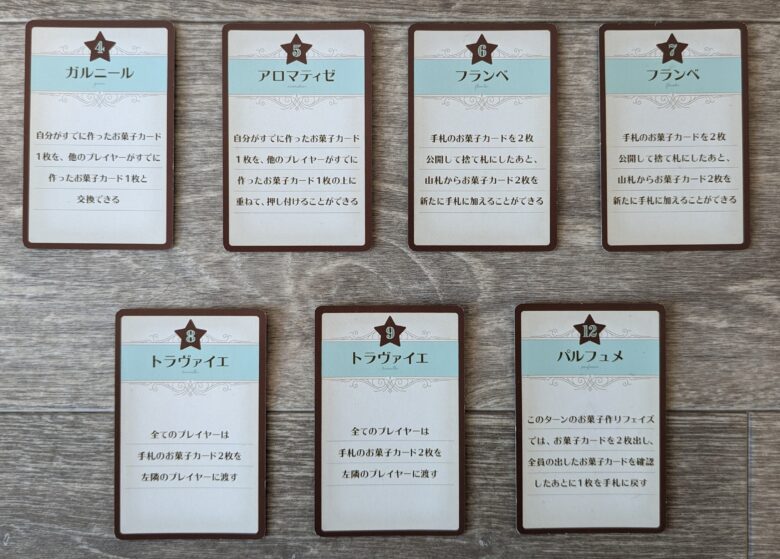 4
ガルニール
自分がすでに作ったお菓子カード
1枚を、他のプレイヤーがすでに
作ったお菓子カード1枚と
交換できる
5
アロマティゼ
自分がすでに作ったお菓子カード
1枚を、他のプレイヤーがすでに
作ったお菓子カード1枚の上に
重ねて、押し付けることができる
6
フランベ
手札のお菓子カードを2枚
公開して捨て札にしたあと、
山札からお菓子カード2枚を
新たに手札に加えることができる
7
フランベ
手札のお菓子カードを2枚
公開して捨て札にしたあと、
山札からお菓子カード2枚を
新たに手札に加えることができる
8
トラヴァイエ
全てのプレイヤーは
手札のお菓子カード2枚を
左隣のプレイヤーに渡す
9
トラヴァイエ
全てのプレイヤーは
手札のお菓子カード2枚を
左隣のプレイヤーに渡す
12
パルフュメ
このターンのお菓子作りフェイズ
では、お菓子カードを2枚出し、
全員の出したお菓子カードを確認
したあとに1枚を手札に戻す